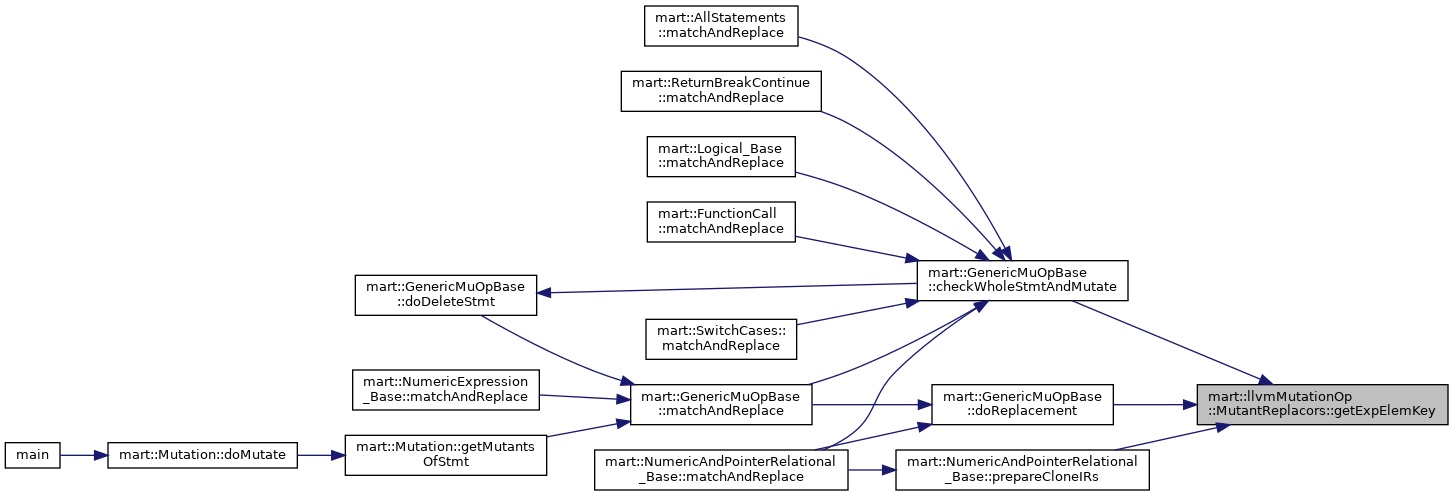 mart::AllStatements
::matchAndReplace
mart::ReturnBreakContinue
::matchAndReplace
mart::Logical_Base
::matchAndReplace
mart::FunctionCall
::matchAndReplace
mart::GenericMuOpBase
::checkWholeStmtAndMutate
mart::GenericMuOpBase
::doDeleteStmt
mart::SwitchCases::
matchAndReplace
mart::NumericExpression
_Base::matchAndReplace
mart::GenericMuOpBase
::matchAndReplace
mart::GenericMuOpBase
::doReplacement
mart::llvmMutationOp
::MutantReplacors::getExpElemKey
main
mart::Mutation::doMutate
mart::Mutation::getMutants
OfStmt
mart::NumericAndPointerRelational
_Base::matchAndReplace
mart::NumericAndPointerRelational
_Base::prepareCloneIRs